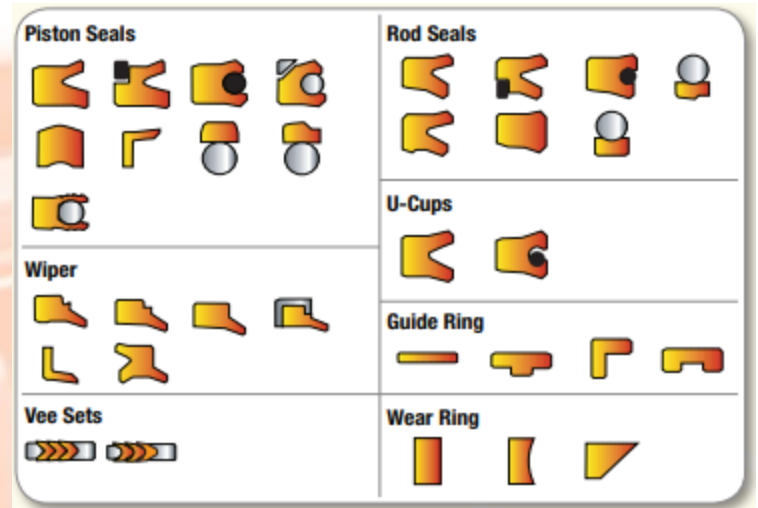 Piston Seals
Rod Seals
U-Cups
Wiper
Guide Ring
Vee Sets
Wear Ring